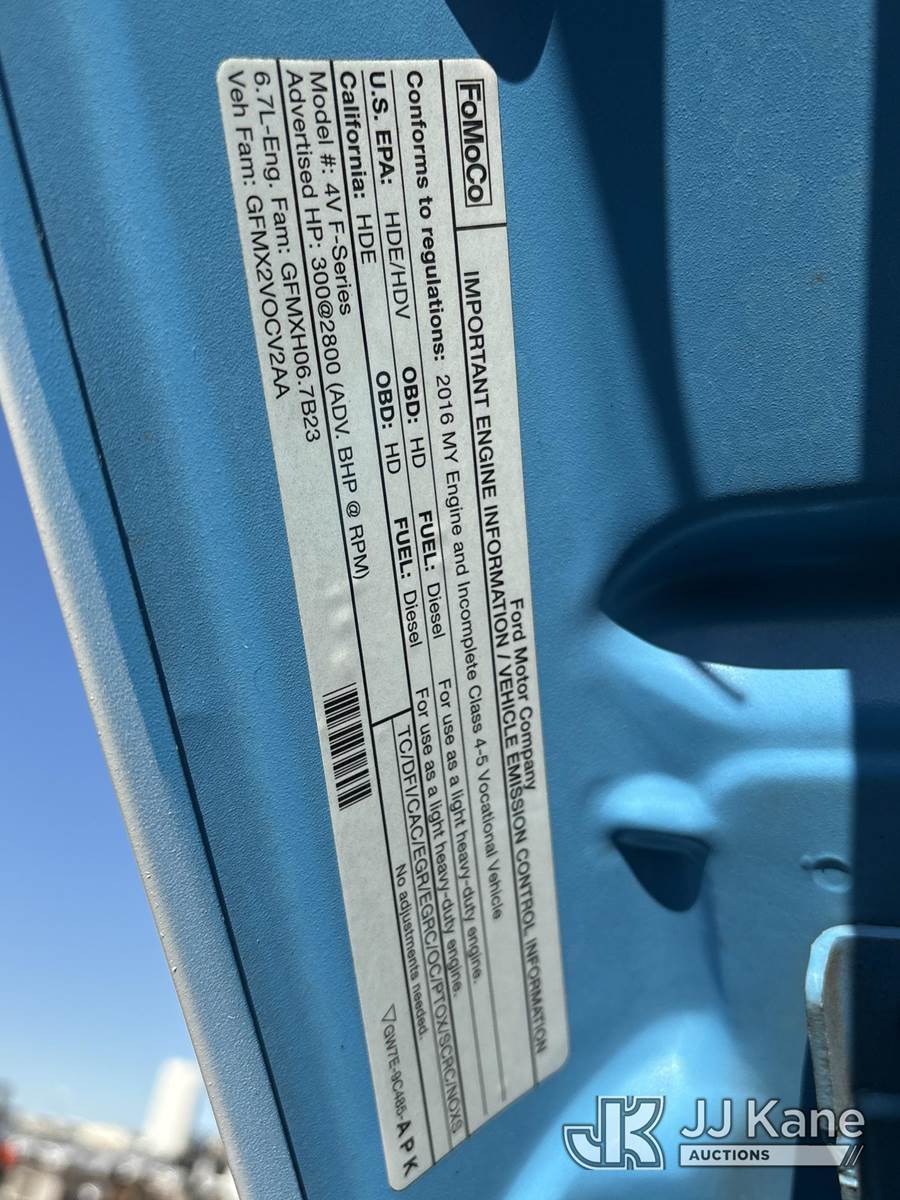 FoMoCo
Ford Motor Company
IMPORTANT ENGINE INFORMATION / VEHICLE EMISSION CONTROL INFORMATION
Conforms to regulations: 2016 MY Engine and Incomplete Class 4-5 Vocational Vehicle
U.S. EPA: HDE/HDV OBD: HD FUEL: Diesel For use as a light heavy-duty engine.
California: HDE OBD: HD FUEL: Diesel For use as a light heavy-duty engine.
Model #: 4V F-Series TC/DFI/CAC/EGR/EGRC/OC/PTOX/SCRC/NOXS
Advertised HP: 300@2800 (ADV. BHP @ RPM) No adjustments needed.
6.7L-Eng. Fam: GFMXH06.7B23
Veh Fam: GFMX2VOCV2AA
GW7E-9C485-A P K
JK JJ Kane
AUCTIONS